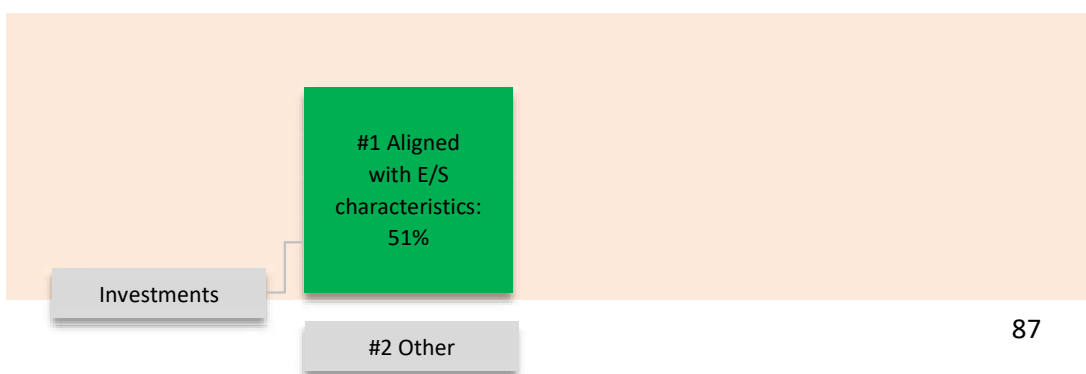 #1 Aligned
with E/S
characteristics:
51%
Investments
#2 Other
87